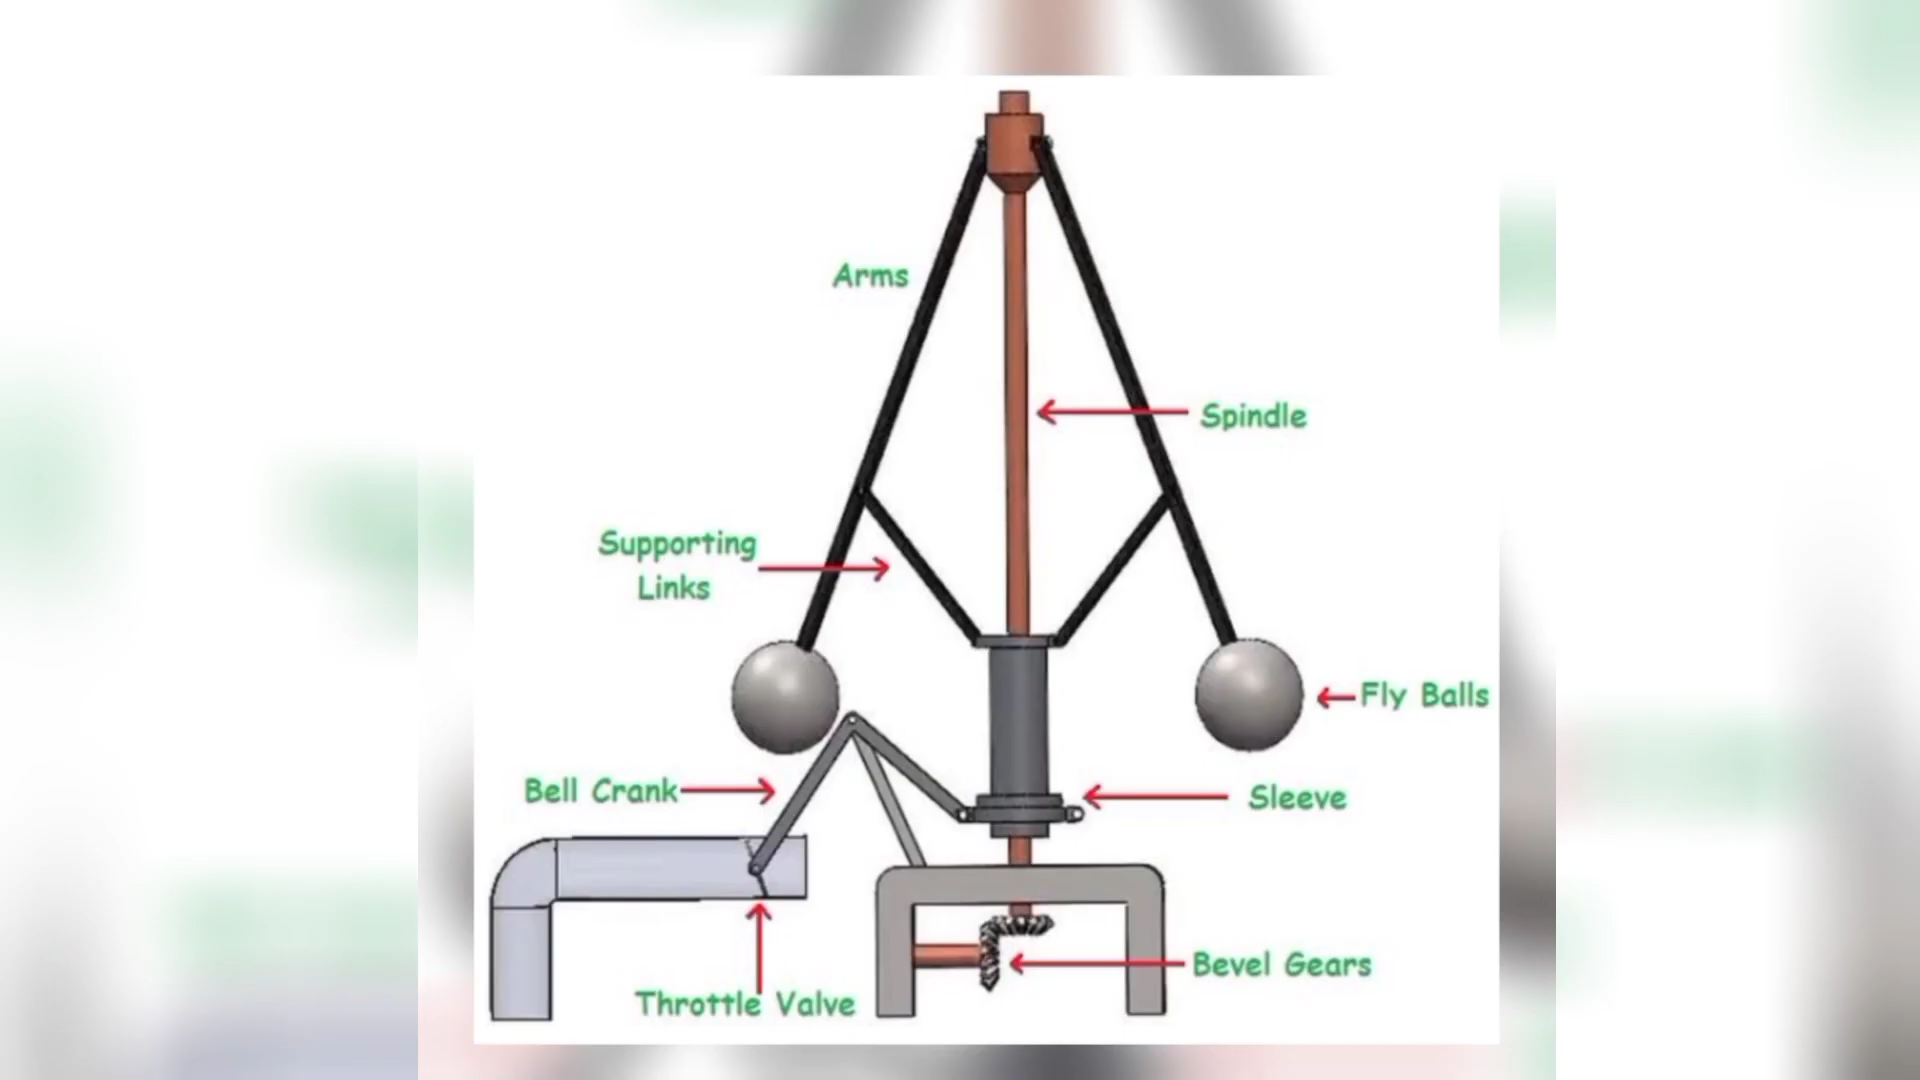 Arms
Spindle
Supporting
Links
Fly Balls
Bell Crank
Sleeve
Bevel Gears
Throttle Valve